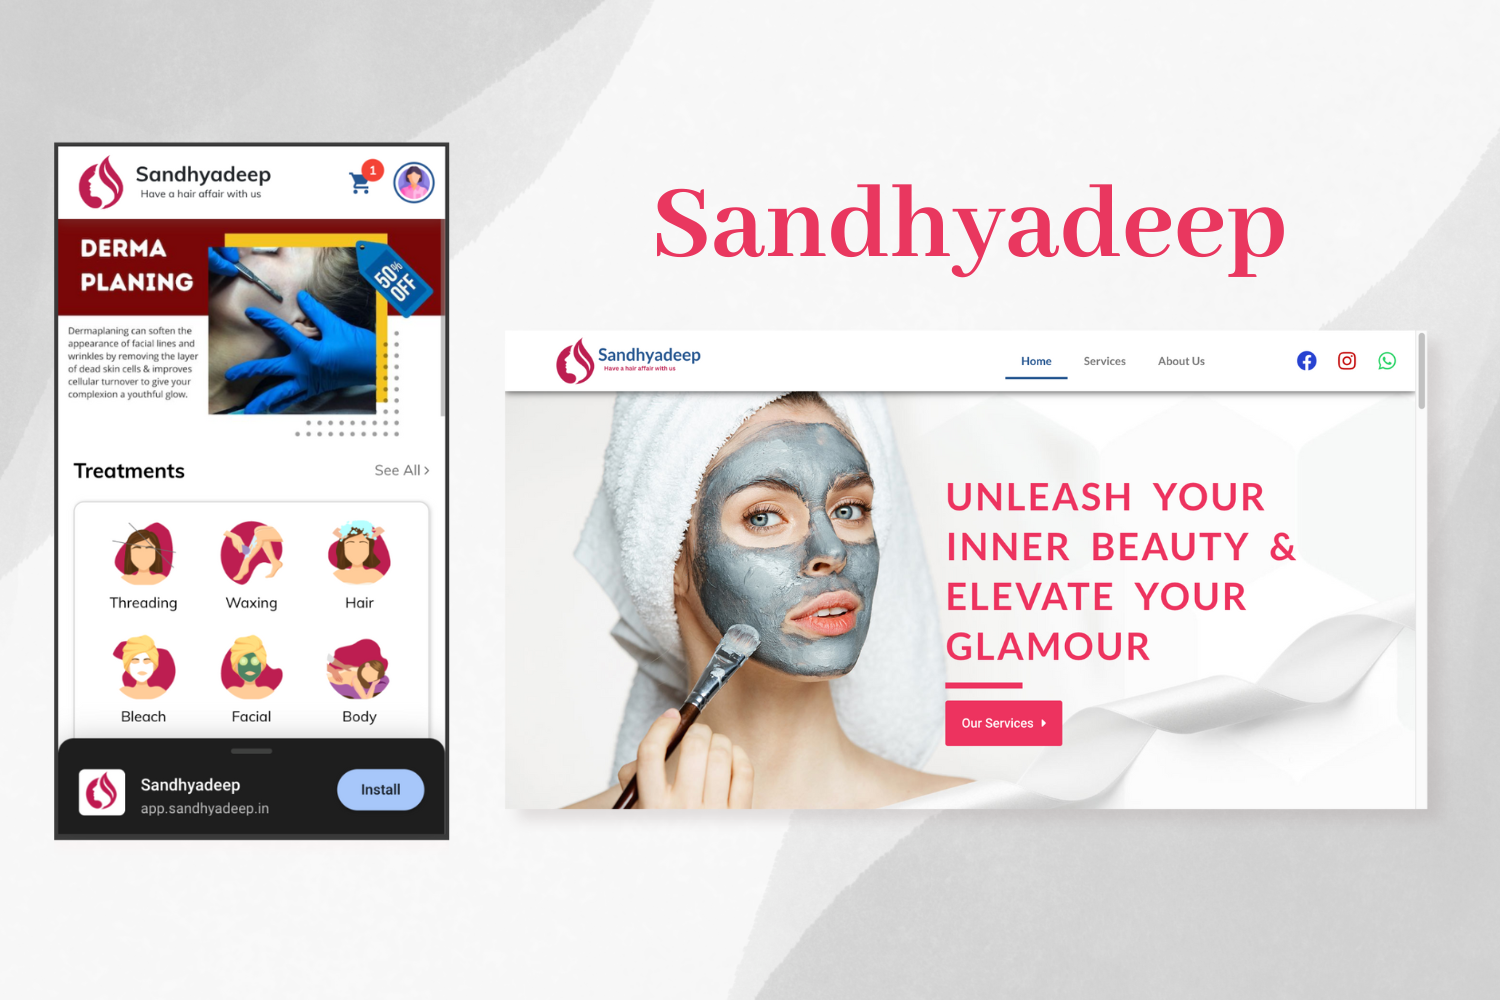 Sandhyadeep
Have a hair affair with us
1
DERMA
PLANING
50%
OFF
Dermaplaning can soften the
appearance of facial lines and
wrinkles by removing the layer
of dead skin cells & improves
cellular turnover to give your
complexion a youthful glow.
Treatments
See All ›
Threading
Waxing
Hair
Bleach
Facial
Body
Sandhyadeep
app.sandhyadeep.in
Install
Sandhyadeep
Sandhyadeep
Have a hair affair with us
Home
Services
About Us
UNLEASH YOUR
INNER BEAUTY &
ELEVATE YOUR
GLAMOUR
Our Services